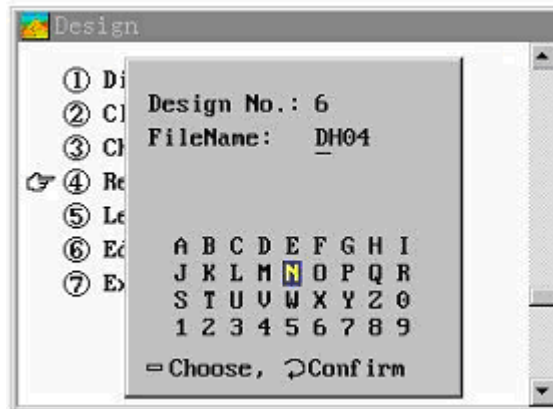 Design
① Di
② Cl
③ Ch
④ Re
⑤ Le
⑥ Ed
⑦ Ex
Design No.: 6
FileName: DH04
A B C D E F G H I
J K L M N O P Q R
S T U V W X Y Z 0
1 2 3 4 5 6 7 8 9
Choose, Confirm